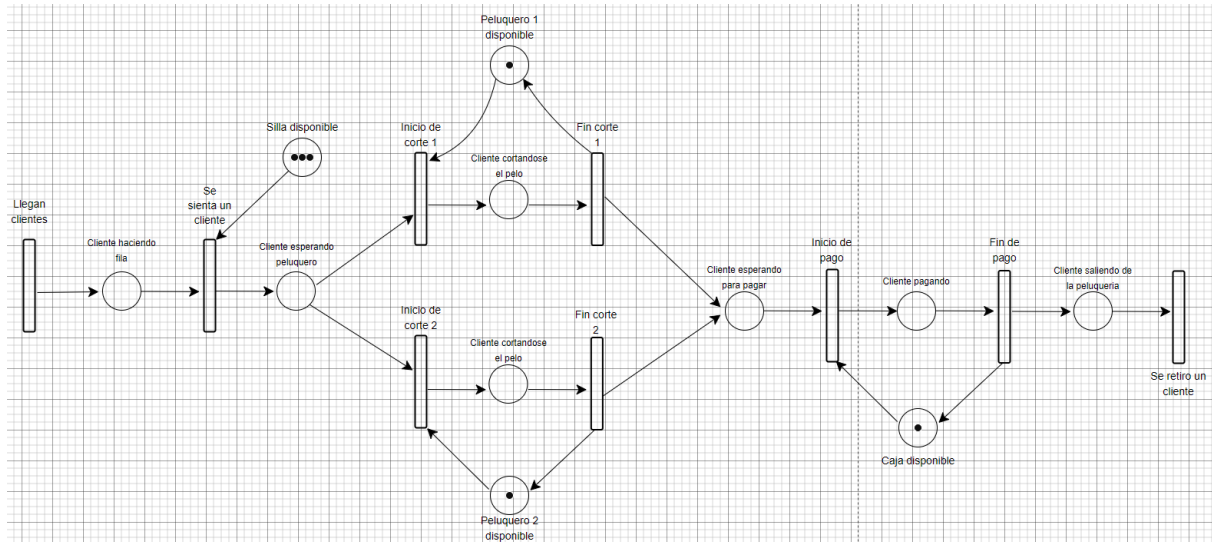 Peluquero 1
disponible
Silla disponible
Inicio de
corte 1
Fin corte
1
Cliente cortandose
el pelo
Llegan
clientes
Se
sienta un
cliente
Cliente haciendo
fila
Cliente esperando
peluquero
Inicio de
corte 2
Fin corte
2
Cliente cortandose
el pelo
Peluquero 2
disponible
Cliente esperando
para pagar
Inicio de
pago
Cliente pagando
Fin de
pago
Cliente saliendo de
la peluqueria
Se retiro un
cliente
Caja disponible